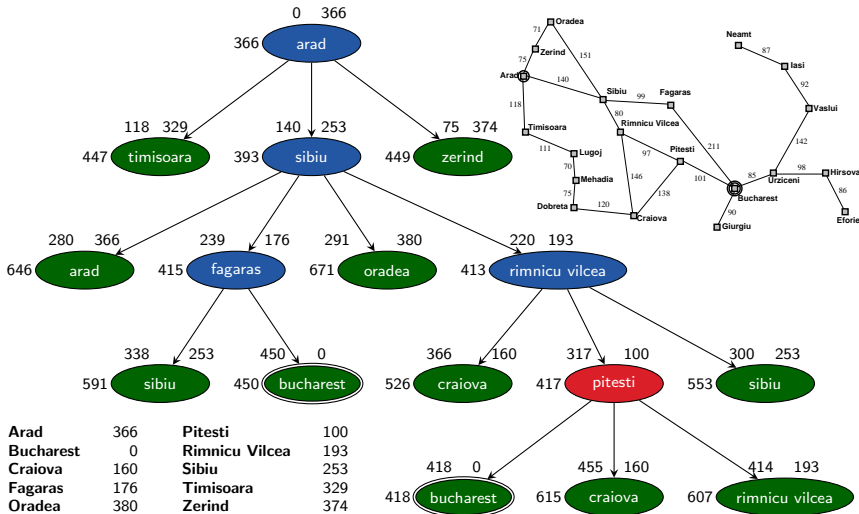 0 366
366 arad
118 329 140 253 75 374
447 timisoara 393 sibiu 449 zerind
280 366 239 176 291 380 220 193
646 arad 415 fagaras 671 oradea 413 rimnicu vilcea
338 253 450 0 366 160 317 100 300 253
591 sibiu 450 bucharest 526 craiova 417 pitesti 553 sibiu
418 0 455 160 414 193
418 bucharest 615 craiova 607 rimnicu vilcea
Arad 366 Pitesti 100
Bucharest 0 Rimnicu Vilcea 193
Craiova 160 Sibiu 253
Fagaras 176 Timisoara 329
Oradea 380 Zerind 374
Oradea
71
Neamt
Zerind
87
151
Iasi
75
Arad
140
92
Sibiu
99
Fagaras
118
80
Vaslui
Timisoara
Rimnicu Vilcea
111
211
142
Lugoj
97
Pitesti
70
98
Hirsova
Mehadia
146
101
85
Urziceni
75
138
86
Bucharest
Dobreta
120
90
Craiova
Eforie
Giurgiu